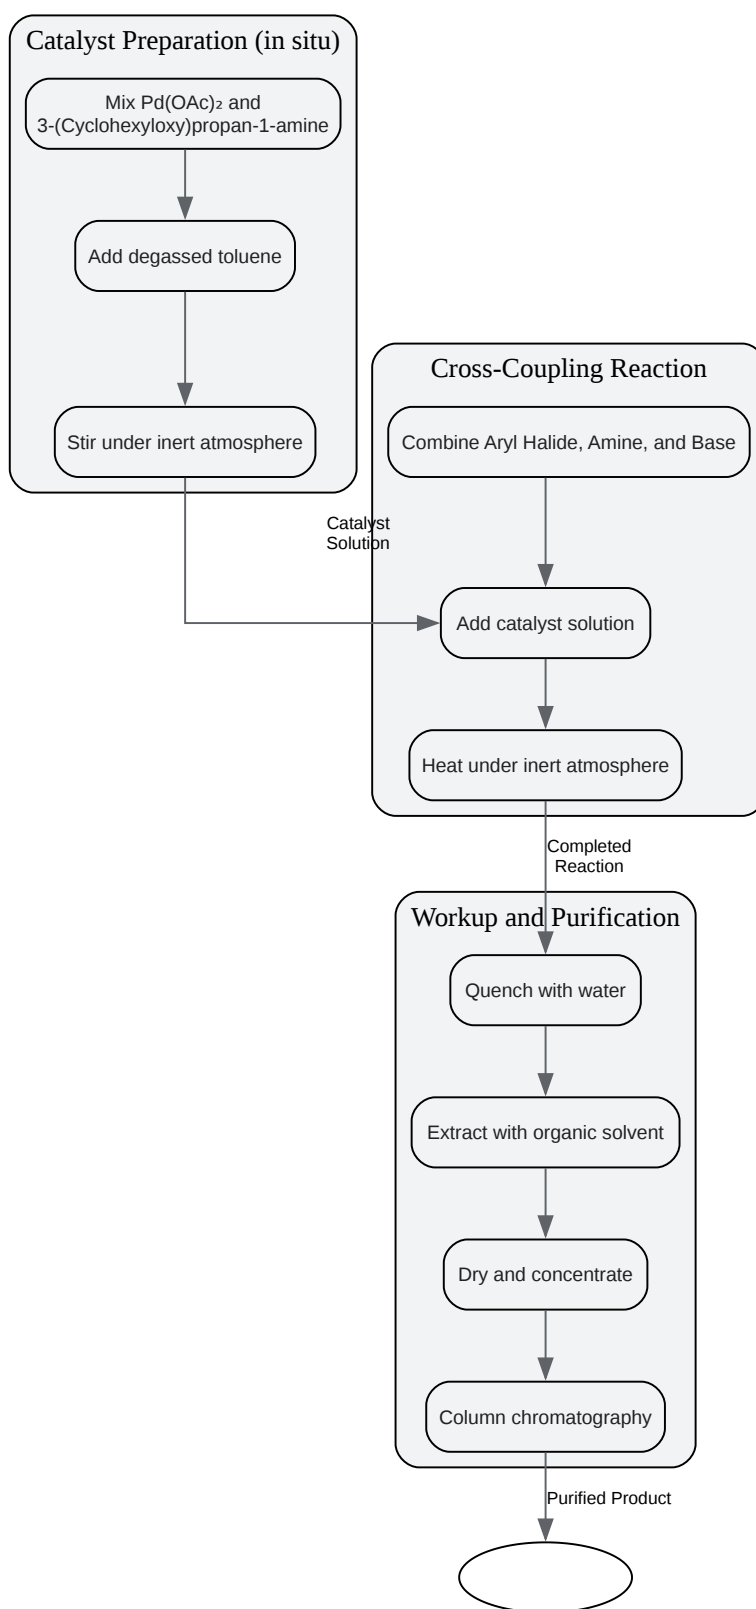 Catalyst Preparation (in situ)
Mix Pd(OAc)₂ and
3-(Cyclohexyloxy)propan-1-amine
Add degassed toluene
Stir under inert atmosphere
Catalyst
Solution
Cross-Coupling Reaction
Combine Aryl Halide, Amine, and Base
Add catalyst solution
Heat under inert atmosphere
Completed
Reaction
Workup and Purification
Quench with water
Extract with organic solvent
Dry and concentrate
Column chromatography
Purified Product